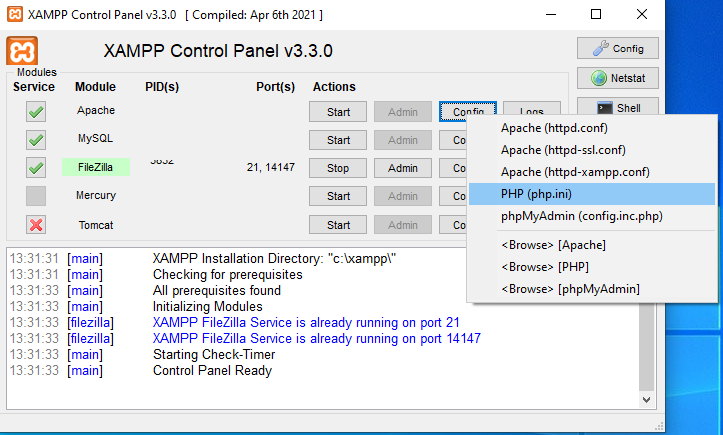 XAMPP Control Panel v3.3.0 [ Compiled: Apr 6th 2021 ]
XAMPP Control Panel v3.3.0
Config
Netstat
Shell
Modules
Service Module PID(s) Port(s) Actions
Apache Start Admin Config Logs
MySQL Start Admin
FileZilla 21, 14147 Stop Admin
Mercury Start Admin
Tomcat Start Admin
Apache (httpd.conf)
Apache (httpd-ssl.conf)
Apache (httpd-xampp.conf)
PHP (php.ini)
phpMyAdmin (config.inc.php)
<Browse> [Apache]
<Browse> [PHP]
<Browse> [phpMyAdmin]
13:31:31 [main] XAMPP Installation Directory: "c:\xampp\"
13:31:31 [main] Checking for prerequisites
13:31:33 [main] All prerequisites found
13:31:33 [main] Initializing Modules
13:31:33 [filezilla] XAMPP FileZilla Service is already running on port 21
13:31:33 [filezilla] XAMPP FileZilla Service is already running on port 14147
13:31:33 [main] Starting Check-Timer
13:31:33 [main] Control Panel Ready